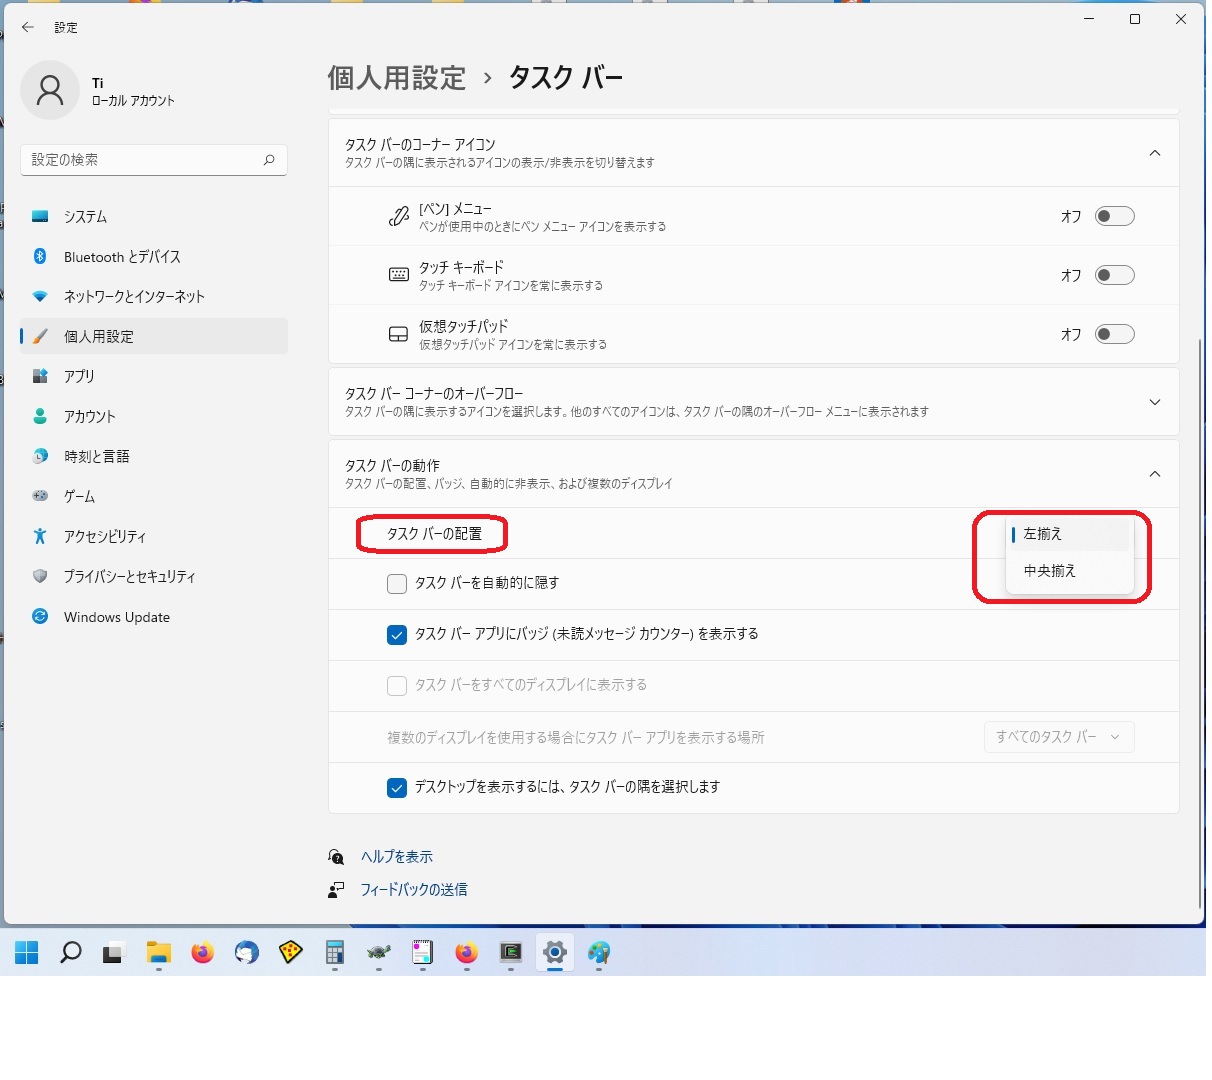 設定
Ti
ローカル アカウント
設定の検索
システム
Bluetooth とデバイス
ネットワークとインターネット
個人用設定
アプリ
アカウント
時刻と言語
ゲーム
アクセシビリティ
プライバシーとセキュリティ
Windows Update
個人用設定 › タスク バー
タスク バーのコーナー アイコン
タスク バーの隅に表示されるアイコンの表示/非表示を切り替えます
[ペン] メニュー
ペンが使用中のときにペン メニュー アイコンを表示する
オフ
タッチ キーボード
タッチ キーボード アイコンを常に表示する
オフ
仮想タッチパッド
仮想タッチパッド アイコンを常に表示する
オフ
タスク バー コーナーのオーバーフロー
タスク バーの隅に表示するアイコンを選択します。他のすべてのアイコンは、タスク バーの隅のオーバーフロー メニューに表示されます
タスク バーの動作
タスク バーの配置、バッジ、自動的に非表示、および複数のディスプレイ
タスク バーの配置
左揃え
中央揃え
タスク バーを自動的に隠す
タスク バー アプリにバッジ (未読メッセージ カウンター) を表示する
タスク バーをすべてのディスプレイに表示する
複数のディスプレイを使用する場合にタスク バー アプリを表示する場所
すべてのタスク バー
デスクトップを表示するには、タスク バーの隅を選択します
ヘルプを表示
フィードバックの送信